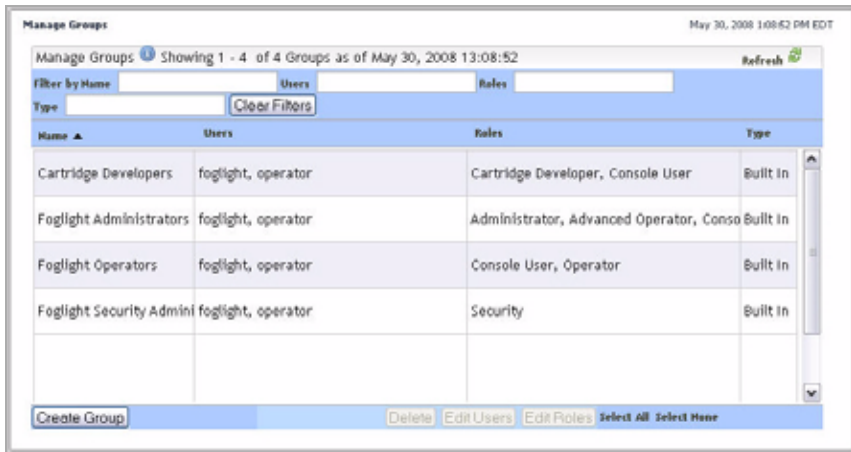 Manage Groups May 30, 2008 1:08:52 PM EDT
Manage Groups Showing 1 - 4 of 4 Groups as of May 30, 2008 13:08:52 Refresh
Filter by Name Users Roles
Type Clear Filters
Name Users Roles Type
Cartridge Developers foglight, operator Cartridge Developer, Console User Built In
Foglight Administrators foglight, operator Administrator, Advanced Operator, Conso Built In
Foglight Operators foglight, operator Console User, Operator Built In
Foglight Security Admini foglight, operator Security Built In
Create Group Delete Edit Users Edit Roles Select All Select None